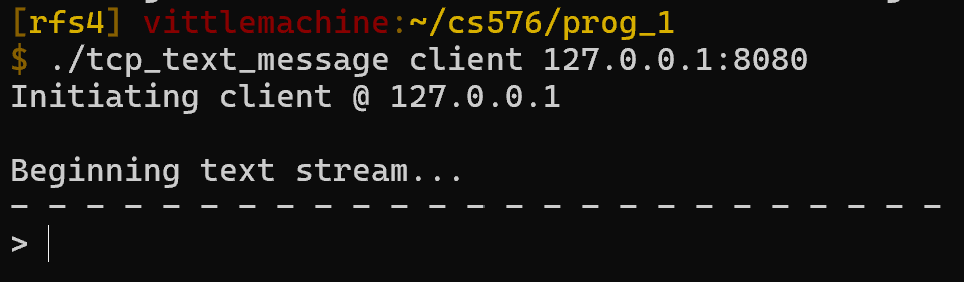 [rfs4] vittlemachine:~/cs576/prog_1
$ ./tcp_text_message client 127.0.0.1:8080
Initiating client @ 127.0.0.1
Beginning text stream...
- - - - - - - - - - - - - - - - - - - - - - - - -
>